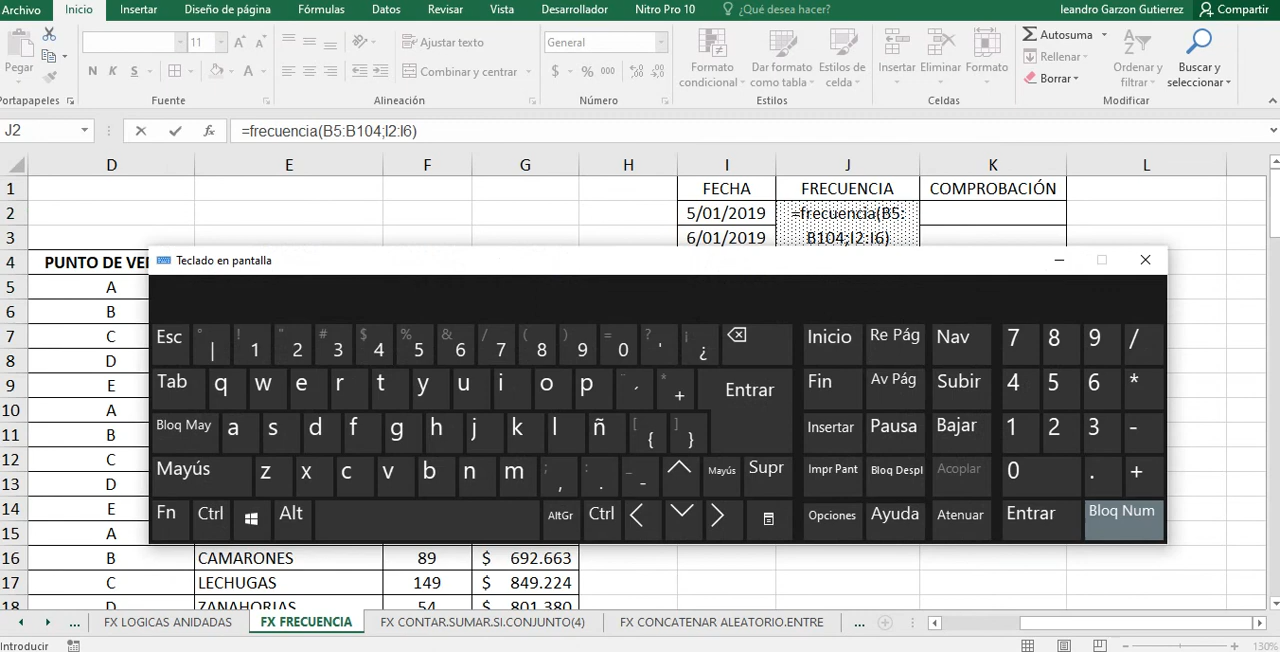 Archivo Inicio Insertar Diseño de página Fórmulas Datos Revisar Vista Desarrollador Nitro Pro 10 ¿Qué desea hacer? leandro Garzon Gutierrez Compartir
Pegar
11 A A
Ajustar texto
General
N K S A
Combinar y centrar
$ % 000
Formato condicional
Dar formato como tabla
Estilos de celda
Insertar Eliminar Formato
Autosuma
Rellenar
Borrar
Ordenar y filtrar
Buscar y seleccionar
Portapapeles Fuente Alineación Número Estilos Celdas Modificar
J2 fx =frecuencia(B5:B104;I2:I6)
D E F G H I J K L
1 FECHA FRECUENCIA COMPROBACIÓN
2 5/01/2019 =frecuencia(B5:
3 6/01/2019 B104;I2:I6)
4 PUNTO DE VE
Teclado en pantalla
5 A
6 B
7 C
8 D
9 E
10 A
11 B
12 C
13 D
14 E
15 A
Esc ° | ! 1 " 2 # 3 $ 4 % 5 & 6 / 7 ( 8 ) 9 = 0 ? ' ¡ ¿ Inicio Re Pág Nav 7 8 9 /
Tab q w e r t y u i o p ¨ ´ * + Entrar Fin Av Pág Subir 4 5 6 *
Bloq May a s d f g h j k l ñ [ { ] } Insertar Pausa Bajar 1 2 3 -
Mayús z x c v b n m ; , : . _ - Mayús Supr Impr Pant Bloq Despl Acoplar 0 . +
Fn Ctrl Alt AltGr Ctrl Opciones Ayuda Atenuar Entrar Bloq Num
16 B CAMARONES 89 $ 692.663
17 C LECHUGAS 149 $ 849.224
18 D ZANAHORIAS 54 $ 801.380
... FX LOGICAS ANIDADAS FX FRECUENCIA FX CONTAR.SUMAR.SI.CONJUNTO(4) FX CONCATENAR ALEATORIO.ENTRE ...
Introducir 130%